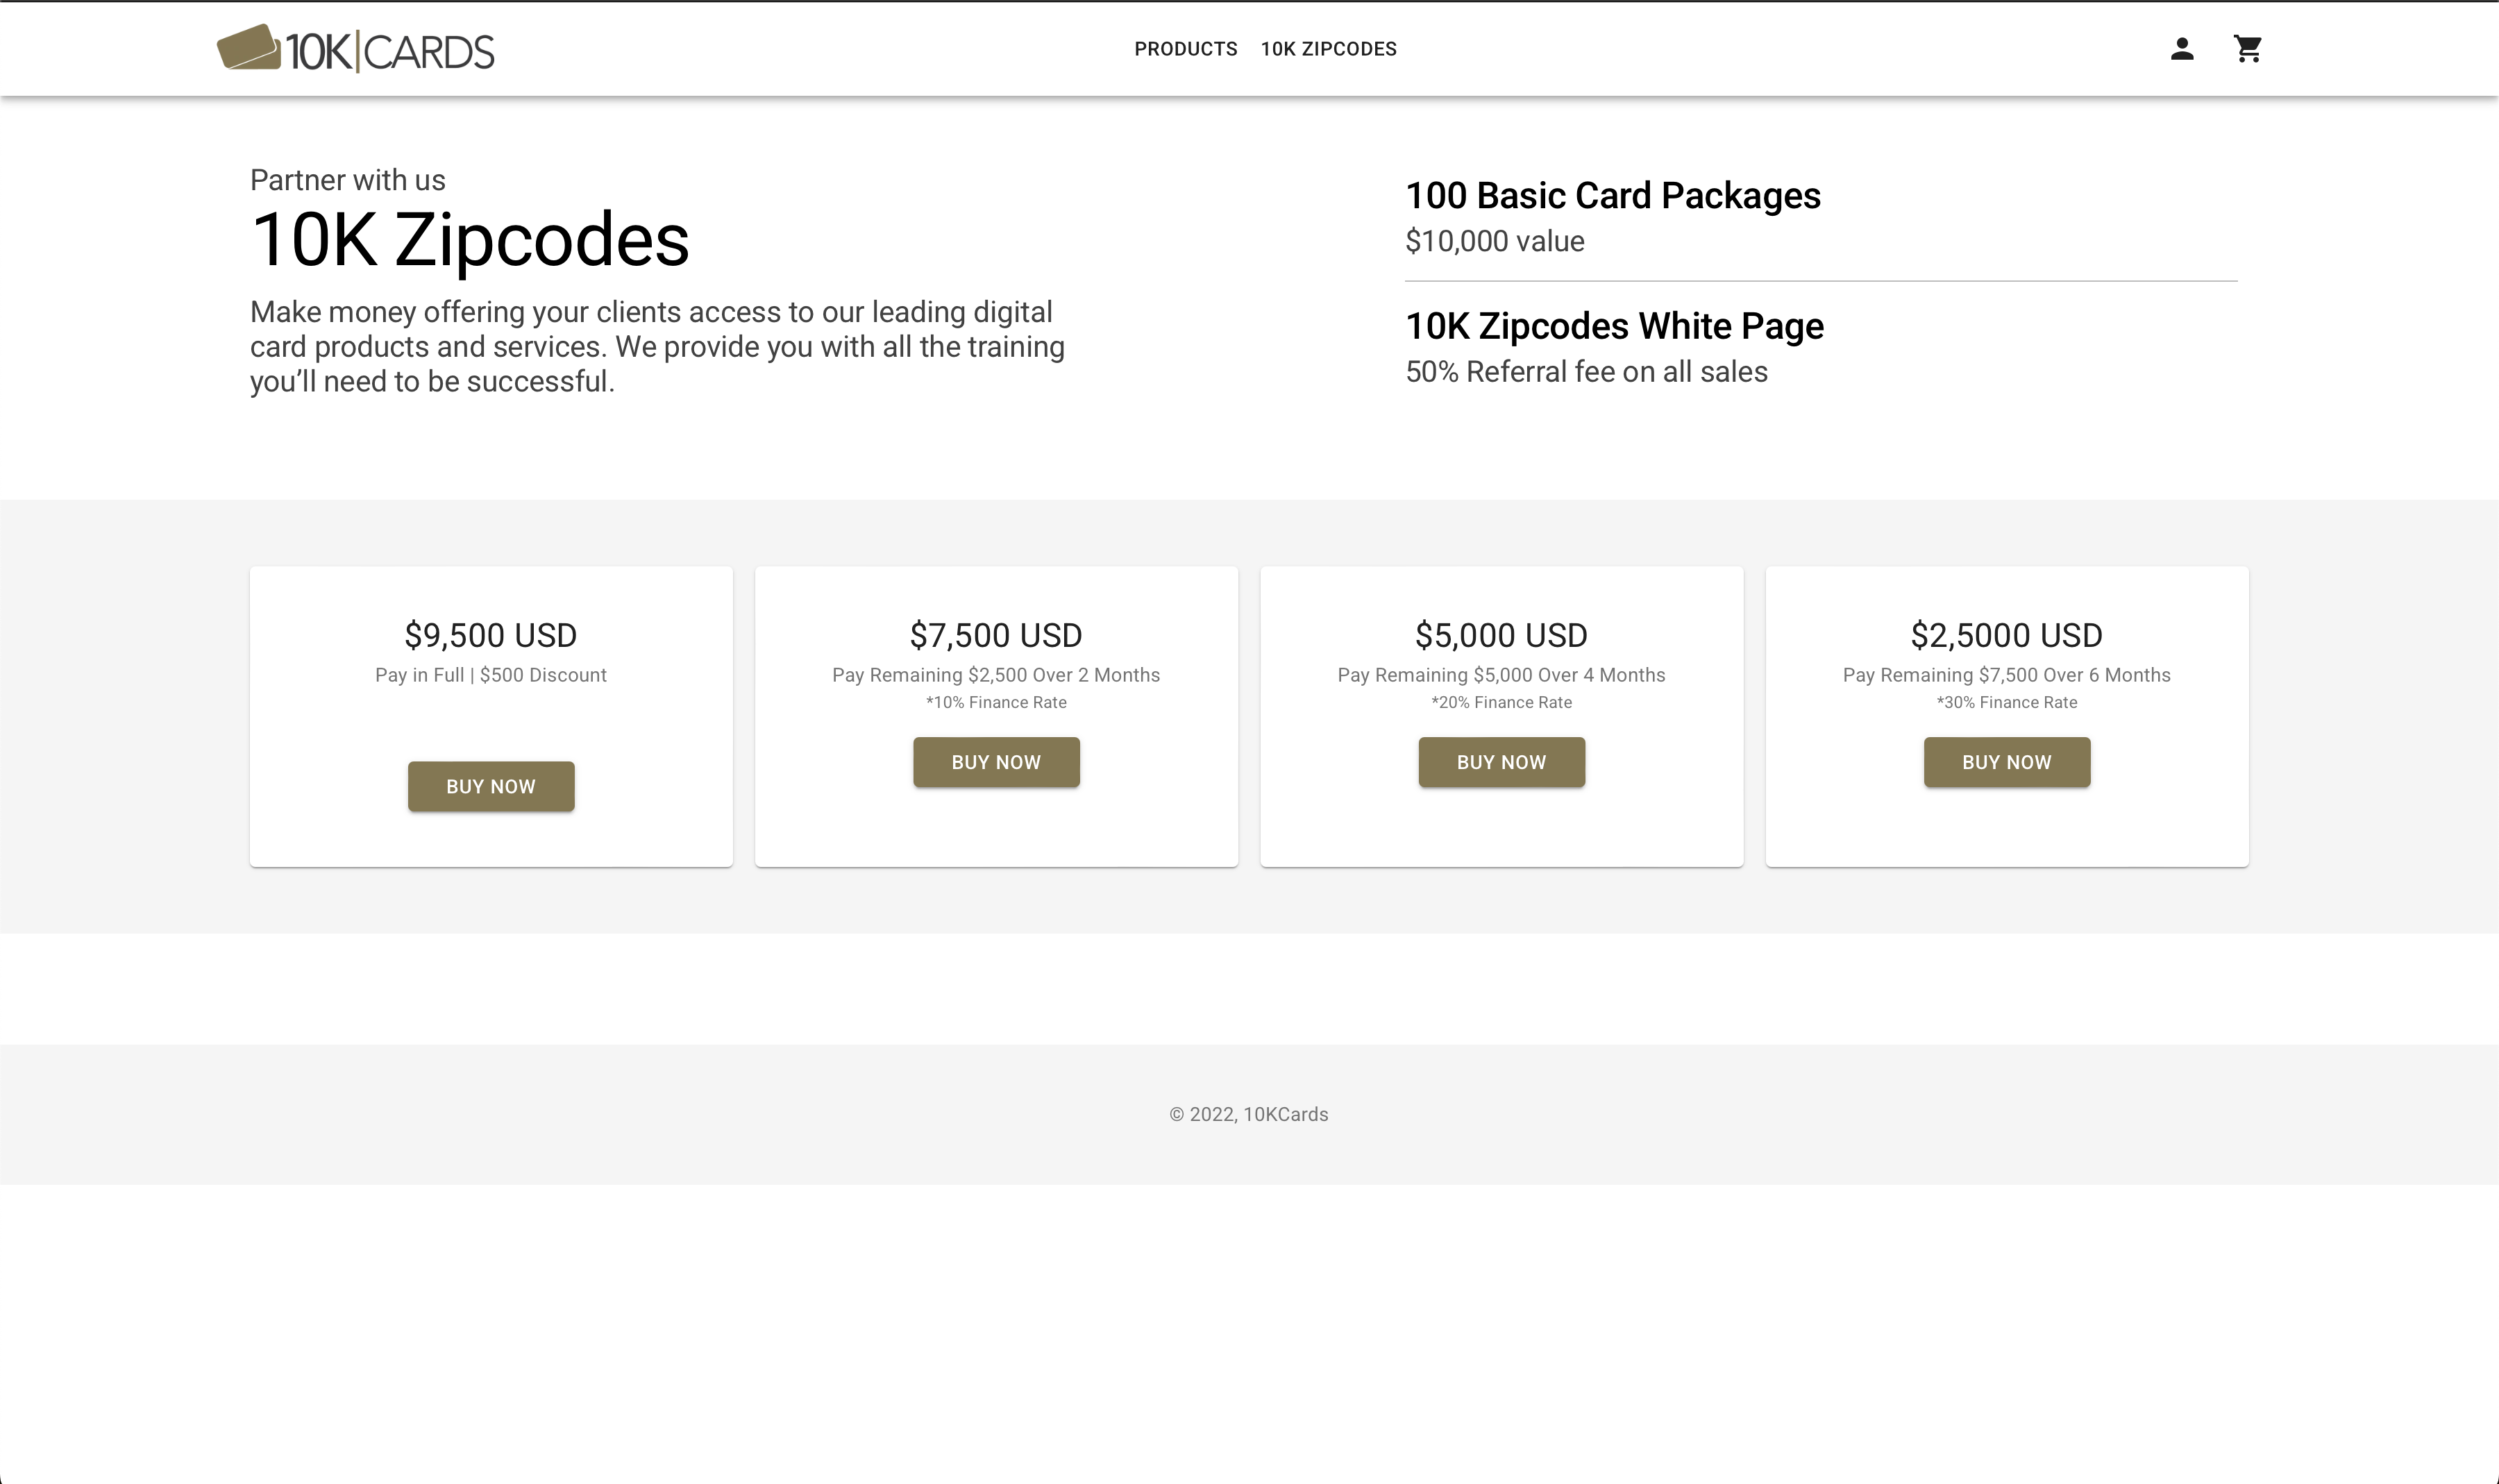 10K|CARDS
PRODUCTS 10K ZIPCODES
Partner with us
10K Zipcodes
Make money offering your clients access to our leading digital
card products and services. We provide you with all the training
you’ll need to be successful.
100 Basic Card Packages
$10,000 value
10K Zipcodes White Page
50% Referral fee on all sales
$9,500 USD
Pay in Full | $500 Discount
BUY NOW
$7,500 USD
Pay Remaining $2,500 Over 2 Months
*10% Finance Rate
BUY NOW
$5,000 USD
Pay Remaining $5,000 Over 4 Months
*20% Finance Rate
BUY NOW
$2,5000 USD
Pay Remaining $7,500 Over 6 Months
*30% Finance Rate
BUY NOW
© 2022, 10KCards